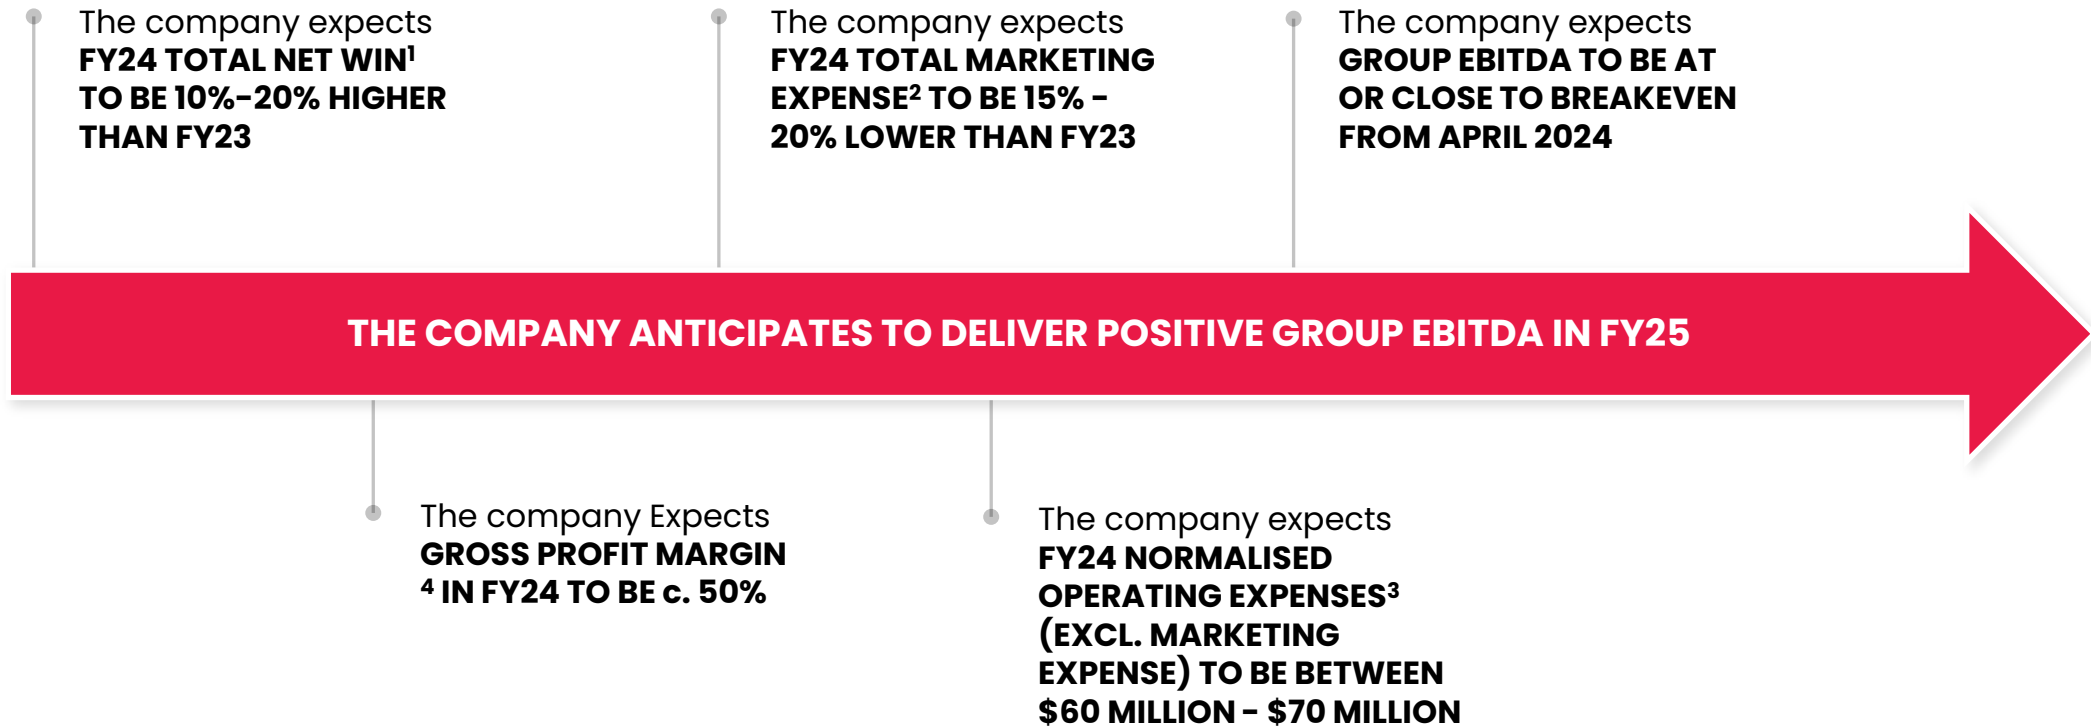 The company expects
FY24 TOTAL NET WIN¹
TO BE 10%-20% HIGHER
THAN FY23
The company expects
FY24 TOTAL MARKETING
EXPENSE² TO BE 15% -
20% LOWER THAN FY23
The company expects
GROUP EBITDA TO BE AT
OR CLOSE TO BREAKEVEN
FROM APRIL 2024
THE COMPANY ANTICIPATES TO DELIVER POSITIVE GROUP EBITDA IN FY25
The company Expects
GROSS PROFIT MARGIN
⁴ IN FY24 TO BE c. 50%
The company expects
FY24 NORMALISED
OPERATING EXPENSES³
(EXCL. MARKETING
EXPENSE) TO BE BETWEEN
$60 MILLION - $70 MILLION